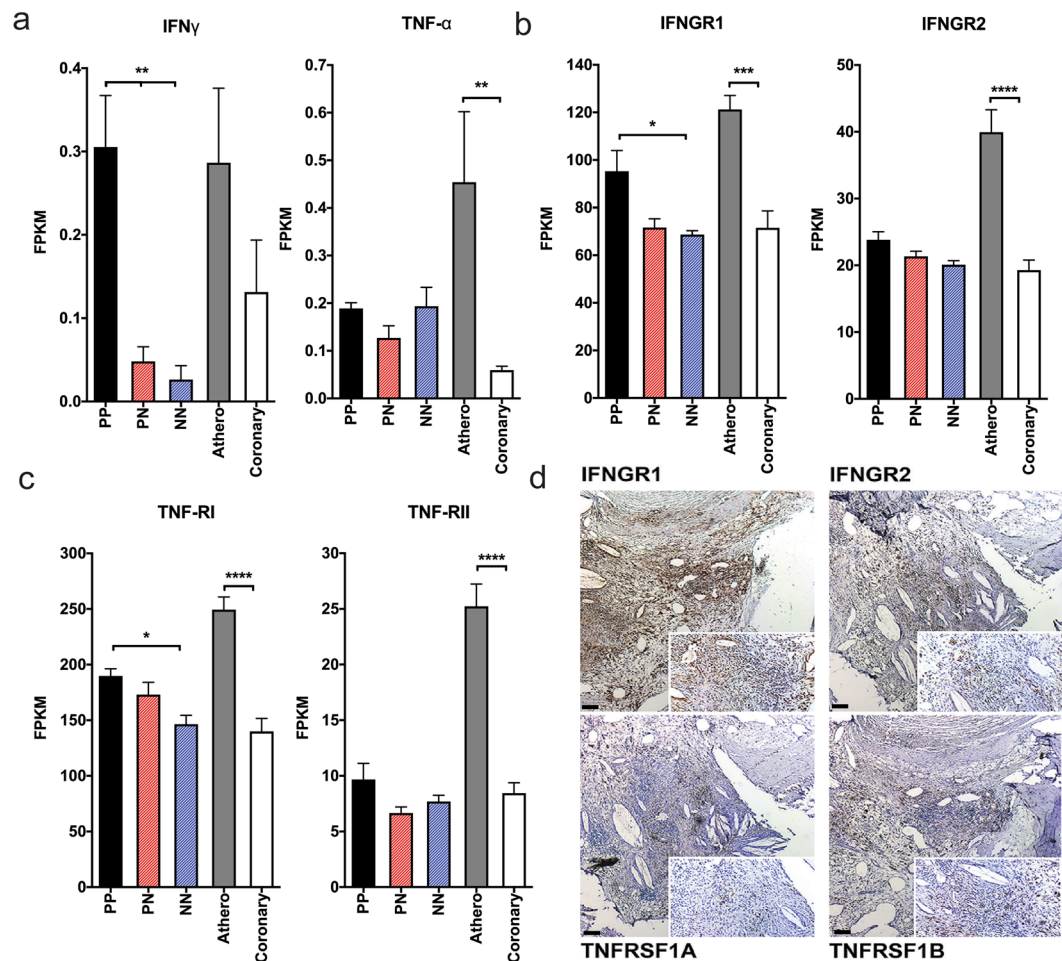 a
IFNγ
**
FPKM
0.4
0.3
0.2
0.1
0.0
PP
PN
NN
Athero
Coronary
TNF-α
**
FPKM
0.7
0.6
0.5
0.4
0.3
0.2
0.1
0.0
PP
PN
NN
Athero
Coronary
b
IFNGR1
***
*
FPKM
140
120
100
80
60
40
20
0
PP
PN
NN
Athero
Coronary
IFNGR2
****
FPKM
50
40
30
20
10
0
PP
PN
NN
Athero
Coronary
c
TNF-RI
****
*
FPKM
300
250
200
150
100
50
0
PP
PN
NN
Athero
Coronary
TNF-RII
****
FPKM
30
25
20
15
10
5
0
PP
PN
NN
Athero
Coronary
d
IFNGR1
IFNGR2
TNFRSF1A
TNFRSF1B